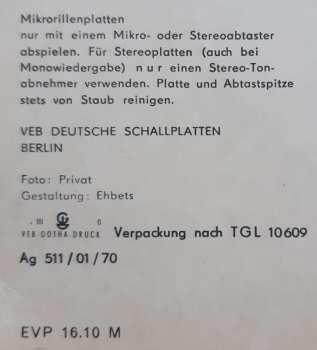 Mikrorillenplatten
nur mit einem Mikro- oder Stereoabtaster
abspielen. Für Stereoplatten (auch bei
Monowiedergabe) nur einen Stereo-Ton-
abnehmer verwenden. Platte und Abtastspitze
stets von Staub reinigen.
VEB DEUTSCHE SCHALLPLATTEN
BERLIN
Foto: Privat
Gestaltung: Ehbets
VEB GOTHA DRUCK Verpackung nach TGL 10609
Ag 511/01/70
EVP 16.10 M